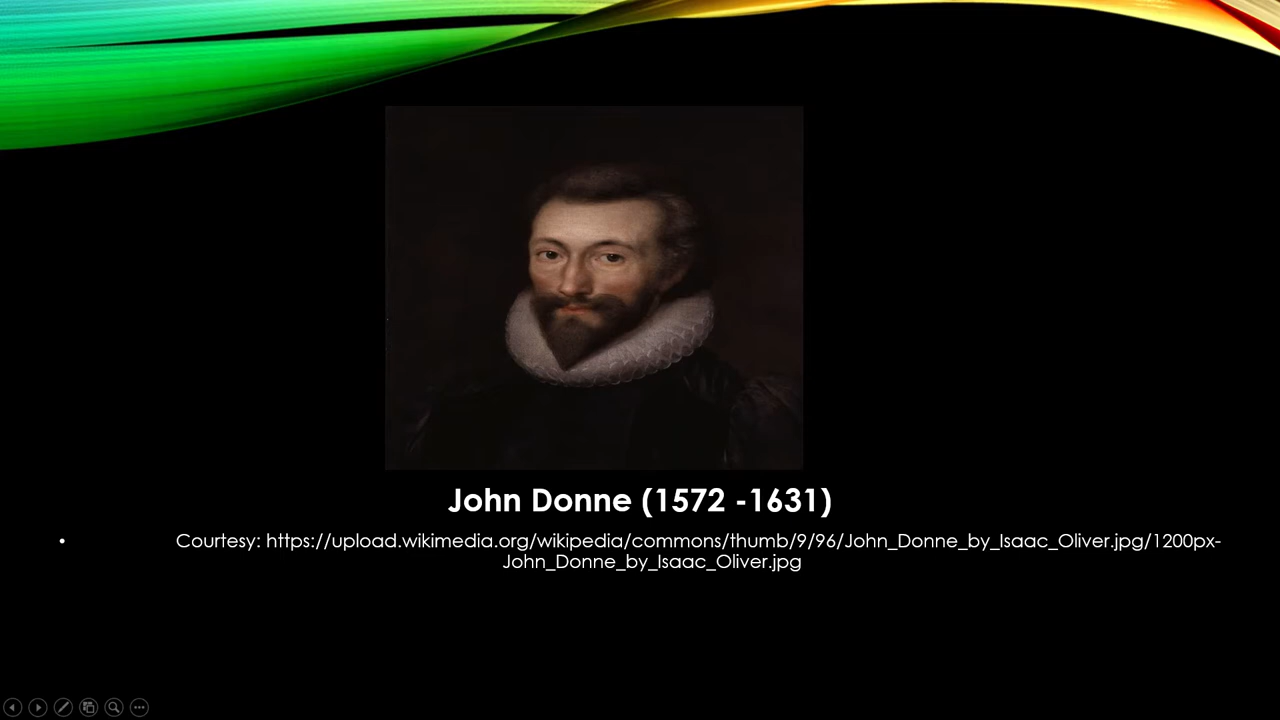 John Donne (1572 -1631)
• Courtesy: https://upload.wikimedia.org/wikipedia/commons/thumb/9/96/John_Donne_by_Isaac_Oliver.jpg/1200px-
John_Donne_by_Isaac_Oliver.jpg